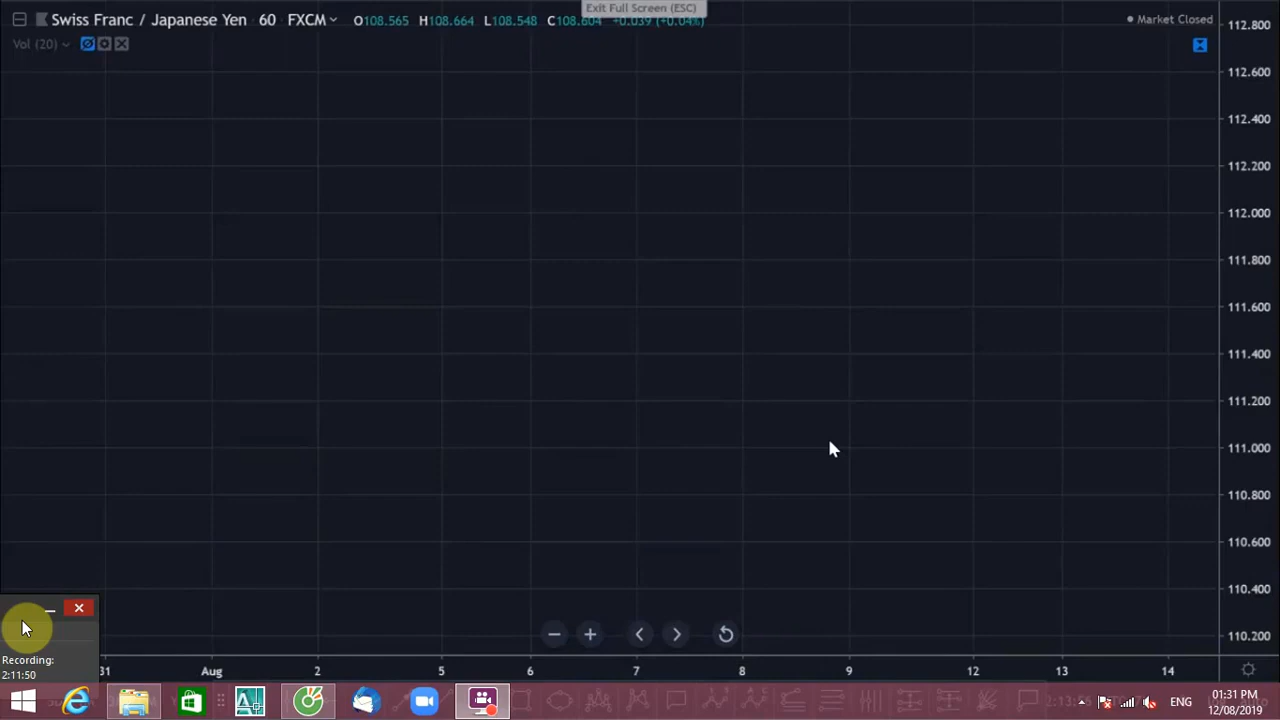 Exit Full Screen (ESC)
Swiss Franc / Japanese Yen 60 FXCM O108.565 H108.664 L108.548 C108.604 +0.039 (+0.04%)
Market Closed
Vol (20)
112.800
112.600
112.400
112.200
112.000
111.800
111.600
111.400
111.200
111.000
110.800
110.600
110.400
110.200
31 Aug 2 5 6 7 8 9 12 13 14
Recording:
2:11:50
ENG
01:31 PM
12/08/2019